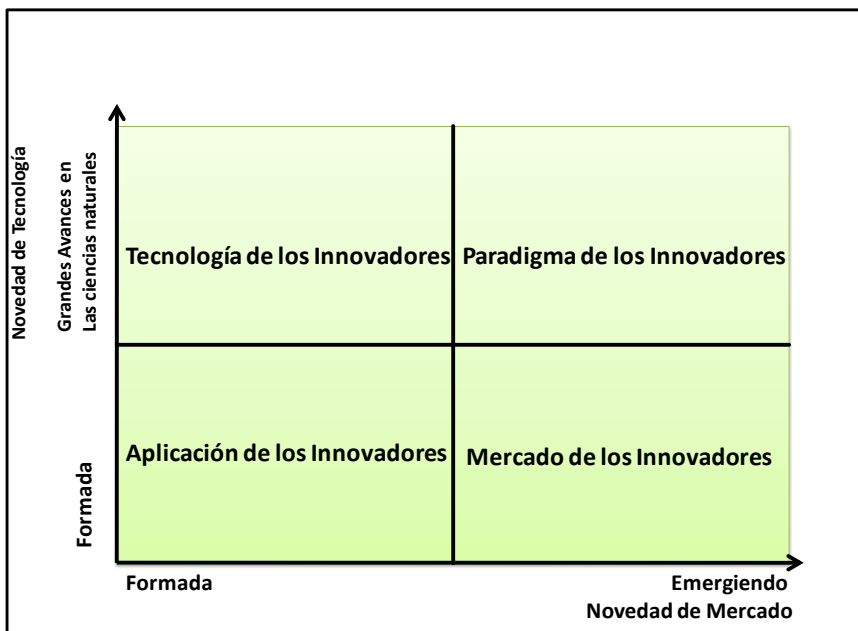 Novedad de Tecnología
Grandes Avances en
Las ciencias naturales
Formada
Tecnología de los Innovadores
Paradigma de los Innovadores
Aplicación de los Innovadores
Mercado de los Innovadores
Formada
Emergiendo
Novedad de Mercado